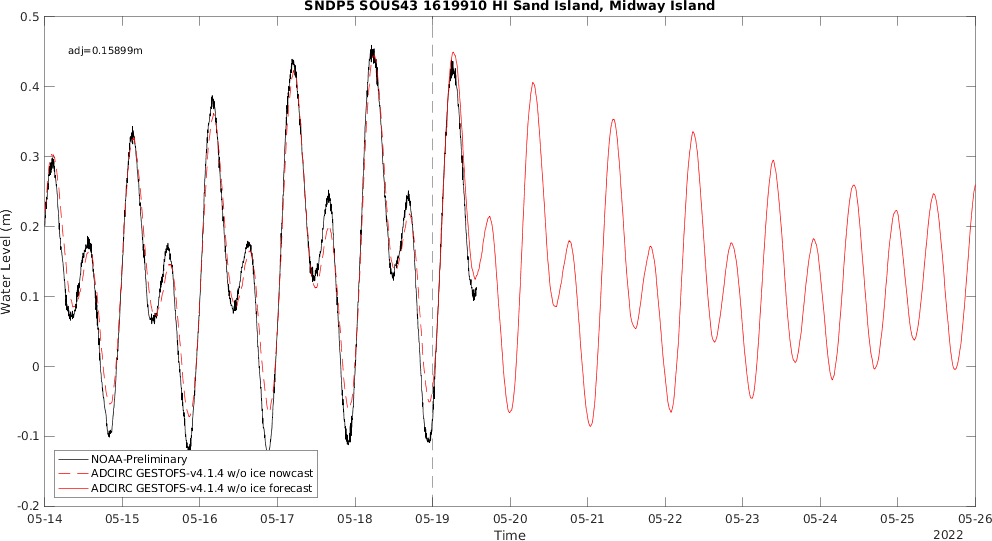 SNDP5 SOUS43 1619910 HI Sand Island, Midway Island
adj=0.15899m
0.5
0.4
0.3
0.2
0.1
0
-0.1
-0.2
Water Level (m)
NOAA-Preliminary
ADCIRC GESTOFS-v4.1.4 w/o ice nowcast
ADCIRC GESTOFS-v4.1.4 w/o ice forecast
05-14 05-15 05-16 05-17 05-18 05-19 05-20 05-21 05-22 05-23 05-24 05-25 05-26
Time
2022